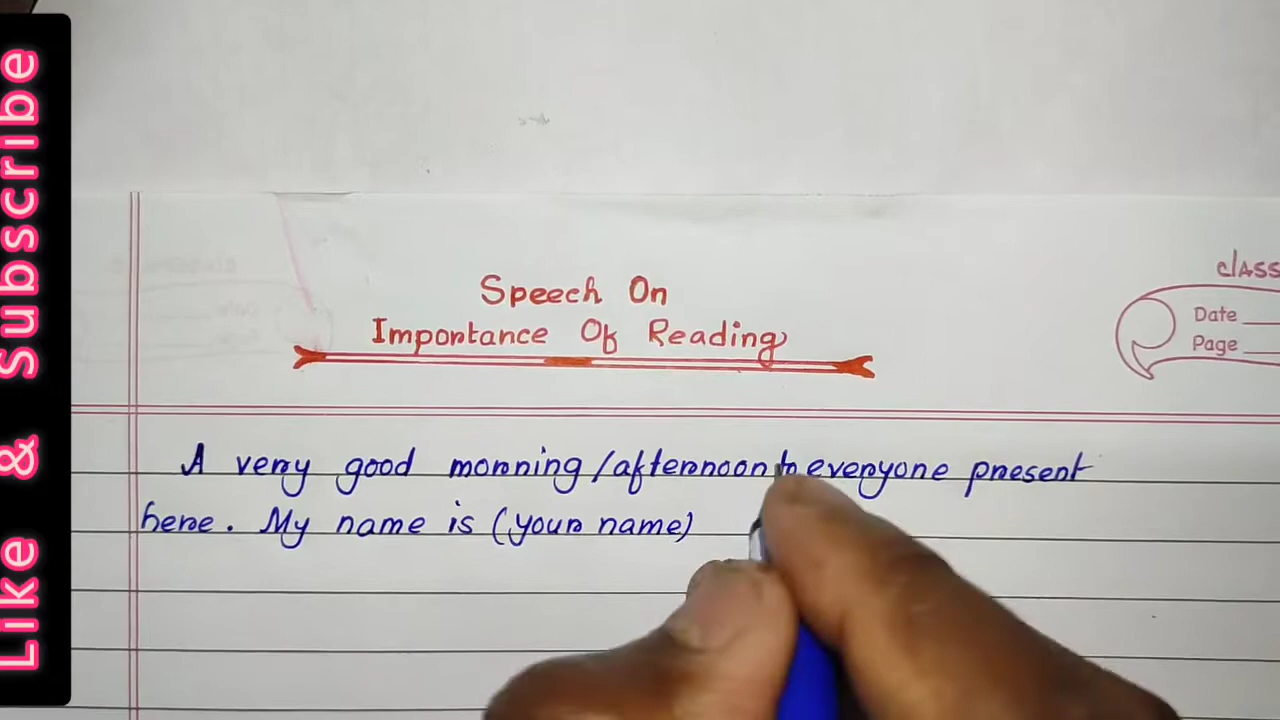 Like & Subscribe
Speech On
Importance Of Reading
CLASS
Date
Page
A very good morning/afternoon to everyone present
here. My name is (your name)